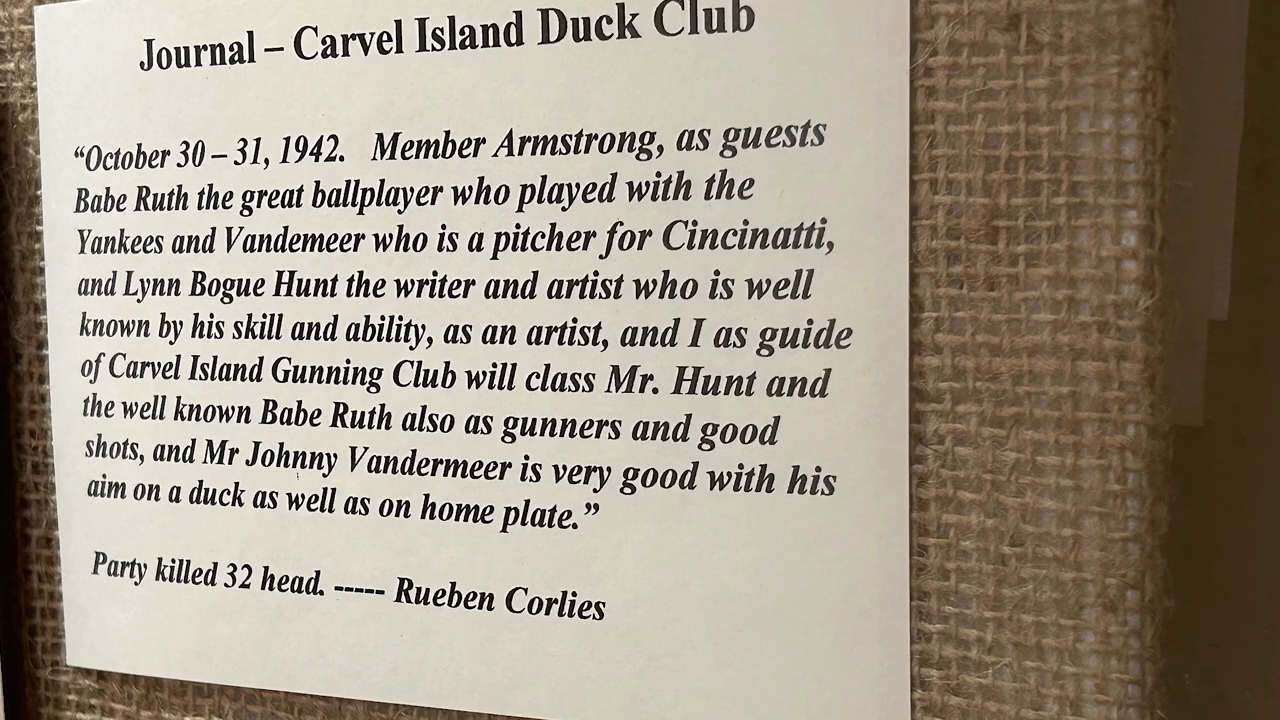 Journal – Carvel Island Duck Club
“October 30 – 31, 1942. Member Armstrong, as guests
Babe Ruth the great ballplayer who played with the
Yankees and Vandemeer who is a pitcher for Cincinatti,
and Lynn Bogue Hunt the writer and artist who is well
known by his skill and ability, as an artist, and I as guide
of Carvel Island Gunning Club will class Mr. Hunt and
the well known Babe Ruth also as gunners and good
shots, and Mr Johnny Vandermeer is very good with his
aim on a duck as well as on home plate.”
Party killed 32 head. ----- Rueben Corlies